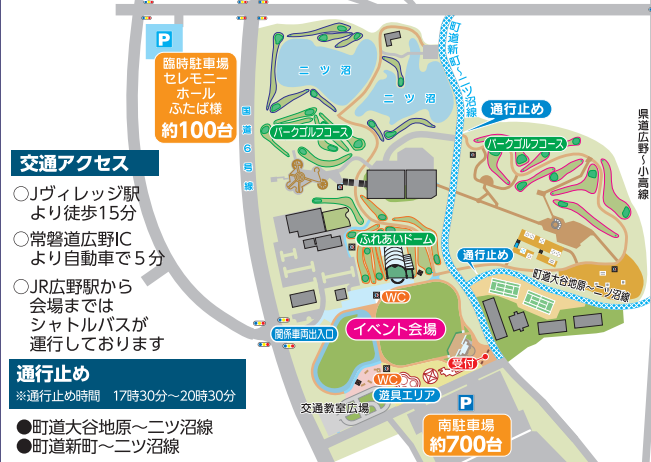 P
臨時駐車場
セレモニー
ホール
ふたば様
約100台
交通アクセス
○Jヴィレッジ駅
より徒歩15分
○常磐道広野IC
より自動車で５分
○JR広野駅から
会場までは
シャトルバスが
運行しております
通行止め
※通行止め時間　17時30分～20時30分
●町道大谷地原～二ツ沼線
●町道新町～二ツ沼線
国道6号線
二ツ沼
二ツ沼
パークゴルフコース
町道新町～二ツ沼線
通行止め
パークゴルフコース
県道広野～小高線
ふれあいドーム
通行止め
町道大谷地原～二ツ沼線
WC
関係車両出入口
イベント会場
受付
WC
遊具エリア
交通教室広場
P
南駐車場
約700台